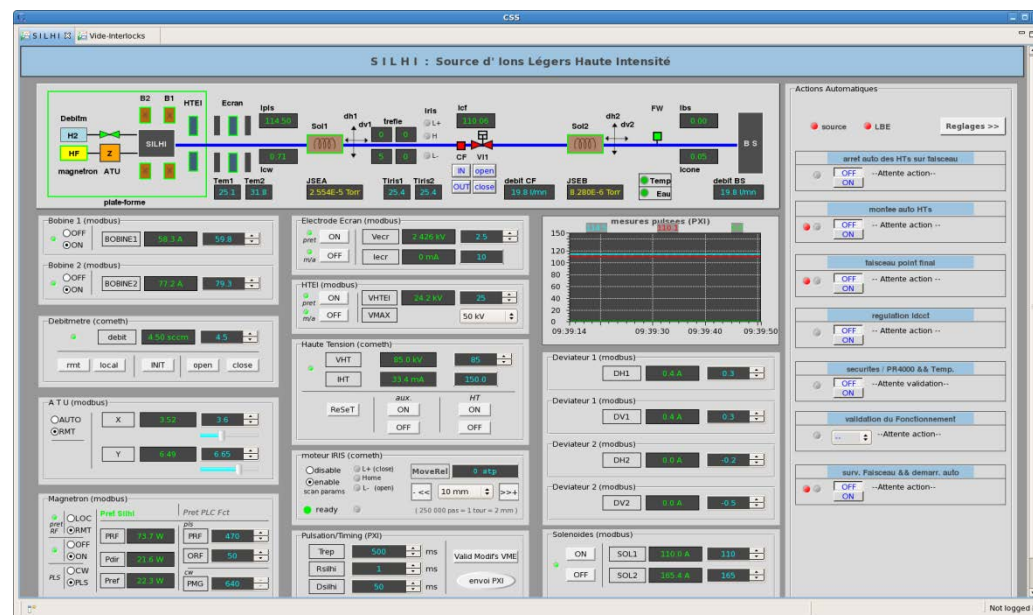 CSS
S I L H I
Vide-Interlocks
S I L H I : Source d' Ions Légers Haute Intensité
B2 B1 HTEI Ecran Ipls 114.50
Debitm H2 HF Z SILHI
magnetron ATU
plate-forme
0.71 Icw
Tem1 Tem2
25.1 31.8
Sol1 dh1 dv1 trefle 0 0 5 0
JSEA
2.554E-5 Torr
Iris L+ H L-
Tiris1 Tiris2
25.4 25.4
Icf 110.06
CF VI1
IN open
OUT close
debit CF
19.8 l/mn
Sol2 dh2 dv2
JSEB
8.280E-6 Torr
FW
Temp
Eau
Ibs 0.00
0.05 Icone
B S
debit BS
19.8 l/mn
Bobine 1 (modbus)
OFF
ON
BOBINE1 58.3 A 59.8
Bobine 2 (modbus)
OFF
ON
BOBINE2 77.2 A 79.3
Debitmetre (cometh)
debit 4.50 sccm 4.5
rmt local INIT open close
A T U (modbus)
AUTO
RMT
X 3.52 3.6
Y 6.49 6.65
Magnetron (modbus)
pret RF LOC RMT
OFF
ON
PLS CW PLS
Pref Silhi
PRF 73.7 W
Pdir 21.6 W
Pref 22.3 W
Pret PLC Fct
pls
PRF 470
ORF 50
cw
PMG 640
Electrode Ecran (modbus)
pret ON Vecr 2.426 kV 2.5
m/a OFF Iecr 0 mA 10
HTEI (modbus)
pret ON VHTEI 24.2 kV 25
m/a OFF VMAX 50 kV
Haute Tension (cometh)
VHT 85.0 kV 85
IHT 33.4 mA 150.0
aux. HT
ReSeT ON ON
OFF OFF
moteur IRIS (cometh)
disable L+ (close) MoveRel 0 stp
enable Home
scan params L- (open) - << 10 mm >>+
ready ( 250 000 pas = 1 tour = 2 mm )
Pulsation/Timing (PXI)
Trep 500 ms
Rsilhi 1 ms
Dsilhi 50 ms
Valid Modifs VME
envoi PXI
mesures pulsees (PXI)
110.1
150
120
100
80
60
40
20
0
09:39:14 09:39:30 09:39:40 09:39:50
Deviateur 1 (modbus)
DH1 0.4 A 0.3
Deviateur 1 (modbus)
DV1 0.4 A 0.3
Deviateur 2 (modbus)
DH2 0.0 A -0.2
Deviateur 2 (modbus)
DV2 0.0 A -0.5
Solenoides (modbus)
ON SOL1 110.0 A 110
OFF SOL2 165.4 A 165
Actions Automatiques
source LBE Reglages >>
arret auto des HTs sur faisceau
OFF --Attente action--
ON
montee auto HTs
OFF --Attente action--
ON
faisceau point final
OFF -- Attente action --
ON
regulation Idcct
OFF -- Attente action --
ON
securites / PR4000 && Temp.
OFF --Attente validation--
ON
validation du Fonctionnement
-- --Attente action--
surv. Faisceau && demarr. auto
OFF --Attente action--
ON
Not logged